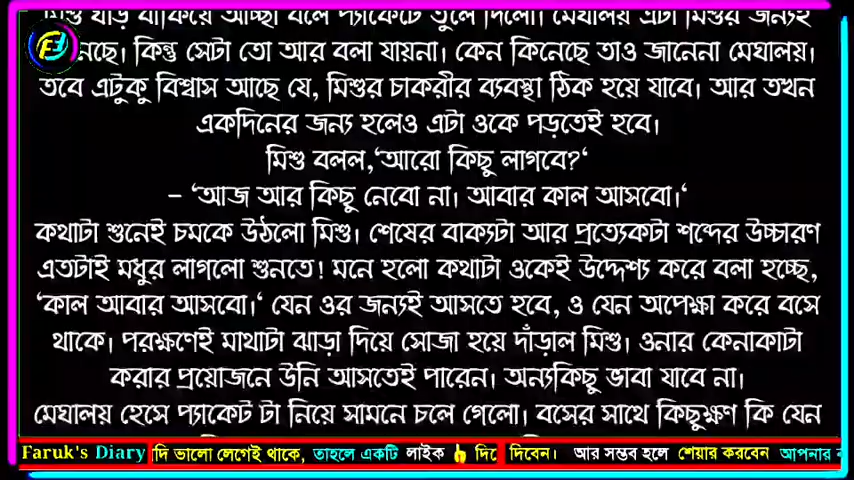 মিশু ঘাড় বাঁকিয়ে আচ্ছা বলে প্যাকেটে তুলে দিলো। মেঘালয় এটা মিশুর জন্যই
নছে। কিন্তু সেটা তো আর বলা যায়না। কেন কিনেছে তাও জানেনা মেঘালয়।
তবে এটুকু বিশ্বাস আছে যে, মিশুর চাকরীর ব্যবস্থা ঠিক হয়ে যাবে। আর তখন
একদিনের জন্য হলেও এটা ওকে পড়তেই হবে।
মিশু বলল,‘আরো কিছু লাগবে?‘
– ‘আজ আর কিছু নেবো না। আবার কাল আসবো।‘
কথাটা শুনেই চমকে উঠলো মিশু। শেষের বাক্যটা আর প্রত্যেকটা শব্দের উচ্চারণ
এতটাই মধুর লাগলো শুনতে! মনে হলো কথাটা ওকেই উদ্দেশ্য করে বলা হচ্ছে,
‘কাল আবার আসবো।‘ যেন ওর জন্যই আসতে হবে, ও যেন অপেক্ষা করে বসে
থাকে। পরক্ষণেই মাথাটা ঝাড়া দিয়ে সোজা হয়ে দাঁড়াল মিশু। ওনার কেনাকাটা
করার প্রয়োজনে উনি আসতেই পারেন। অন্যকিছু ভাবা যাবে না।
মেঘালয় হেসে প্যাকেট টা নিয়ে সামনে চলে গেলো। বসের সাথে কিছুক্ষণ কি যেন
Faruk's Diary দি ভালো লেগেই থাকে, তাহলে একটি লাইক 👍 দিে দিবেন। আর সম্ভব হলে শেয়ার করবেন আপনার